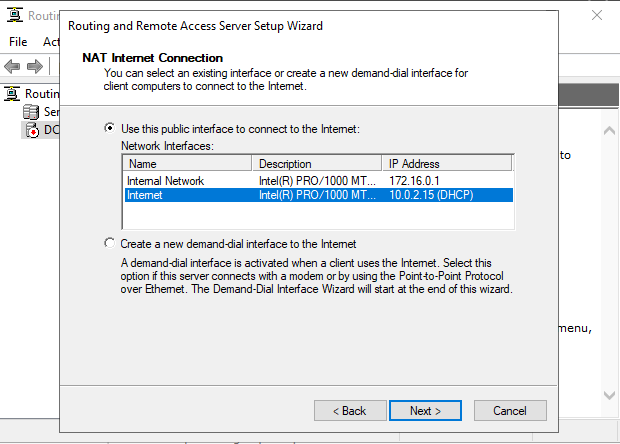 Routin
Routing and Remote Access Server Setup Wizard
File
Act
NAT Internet Connection
You can select an existing interface or create a new demand-dial interface for
client computers to connect to the Internet.
Routin
Ser
DC
Use this public interface to connect to the Internet:
Network Interfaces:
Name Description IP Address
Internal Network Intel(R) PRO/1000 MT... 172.16.0.1
Internet Intel(R) PRO/1000 MT... 10.0.2.15 (DHCP)
to
Create a new demand-dial interface to the Internet
A demand-dial interface is activated when a client uses the Internet. Select this
option if this server connects with a modem or by using the Point-to-Point Protocol
over Ethernet. The Demand-Dial Interface Wizard will start at the end of this wizard.
menu,
< Back Next > Cancel